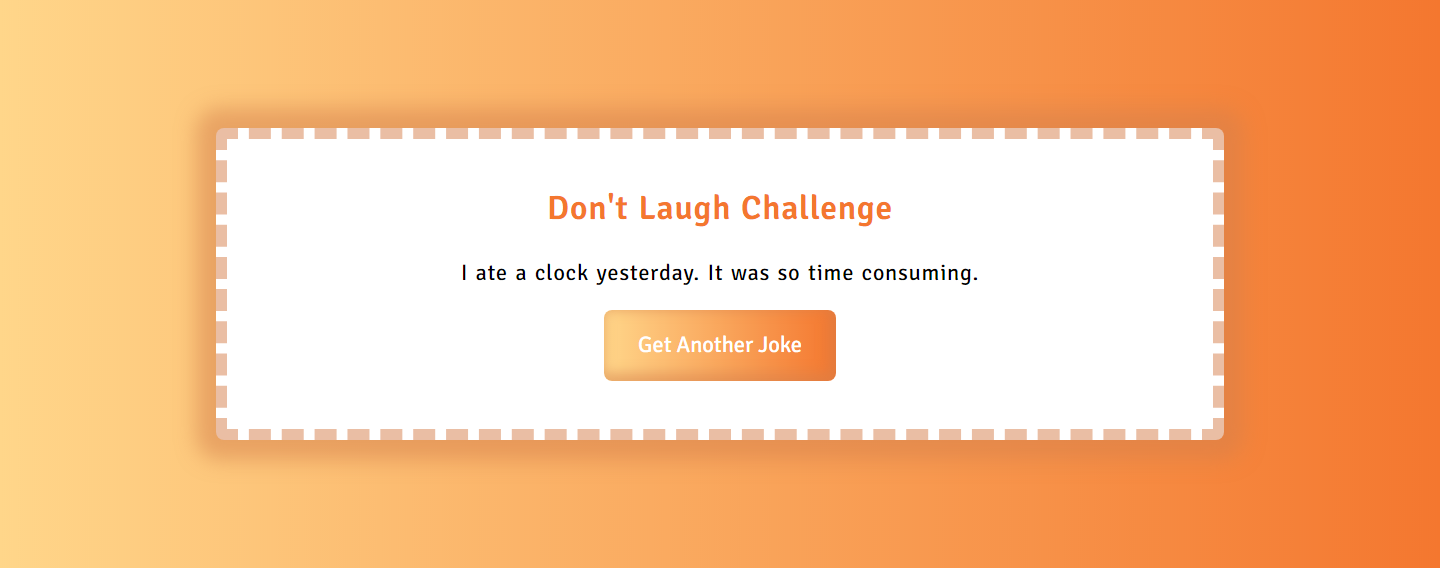 Don't Laugh Challenge
I ate a clock yesterday. It was so time consuming.
Get Another Joke